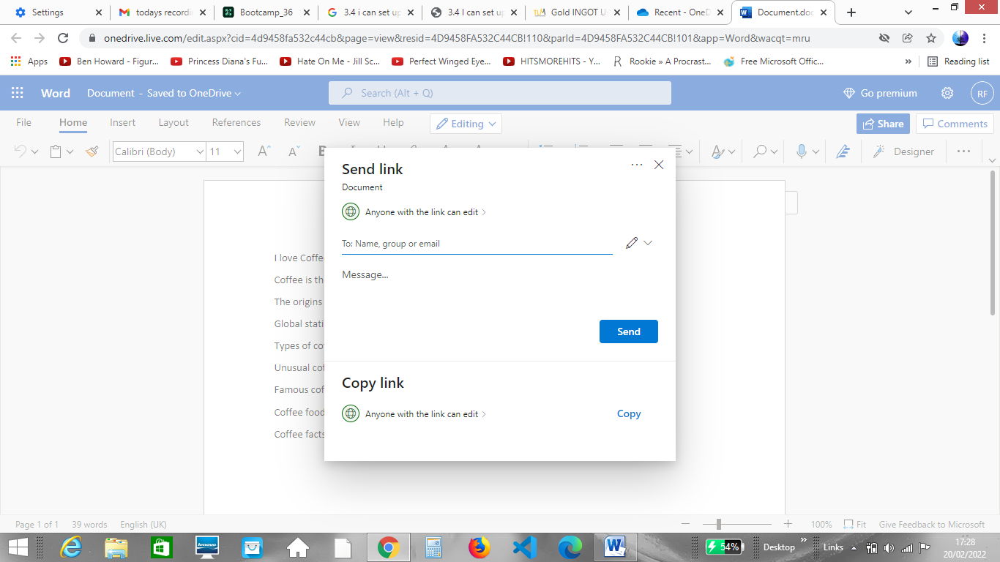 Settings
todays recordin
Bootcamp_36
3.4 i can set up
3.4 I can set up
Gold INGOT U
Recent - OneD
Document.doc
onedrive.live.com/edit.aspx?cid=4d9458fa532c44cb&page=view&resid=4D9458FA532C44CB!110&parId=4D9458FA532C44CB!101&app=Word&wacqt=mru
Apps
Ben Howard - Figur...
Princess Diana's Fu...
Hate On Me - Jill Sc...
Perfect Winged Eye...
HITSMOREHITS - Y...
Rookie » A Procrast...
Free Microsoft Offic...
»
Reading list
Word
Document - Saved to OneDrive
Search (Alt + Q)
Go premium
RF
File
Home
Insert
Layout
References
Review
View
Help
Editing
Share
Comments
Calibri (Body)
11
Designer
Send link
Document
Anyone with the link can edit
To: Name, group or email
Message...
Send
Copy link
Anyone with the link can edit
Copy
I love Coffe
Coffee is th
The origins
Global stati
Types of co
Unusual cof
Famous cof
Coffee food
Coffee facts
Page 1 of 1
39 words
English (UK)
100%
Fit
Give Feedback to Microsoft
lenovo
54%
Desktop
»
Links
17:28
20/02/2022